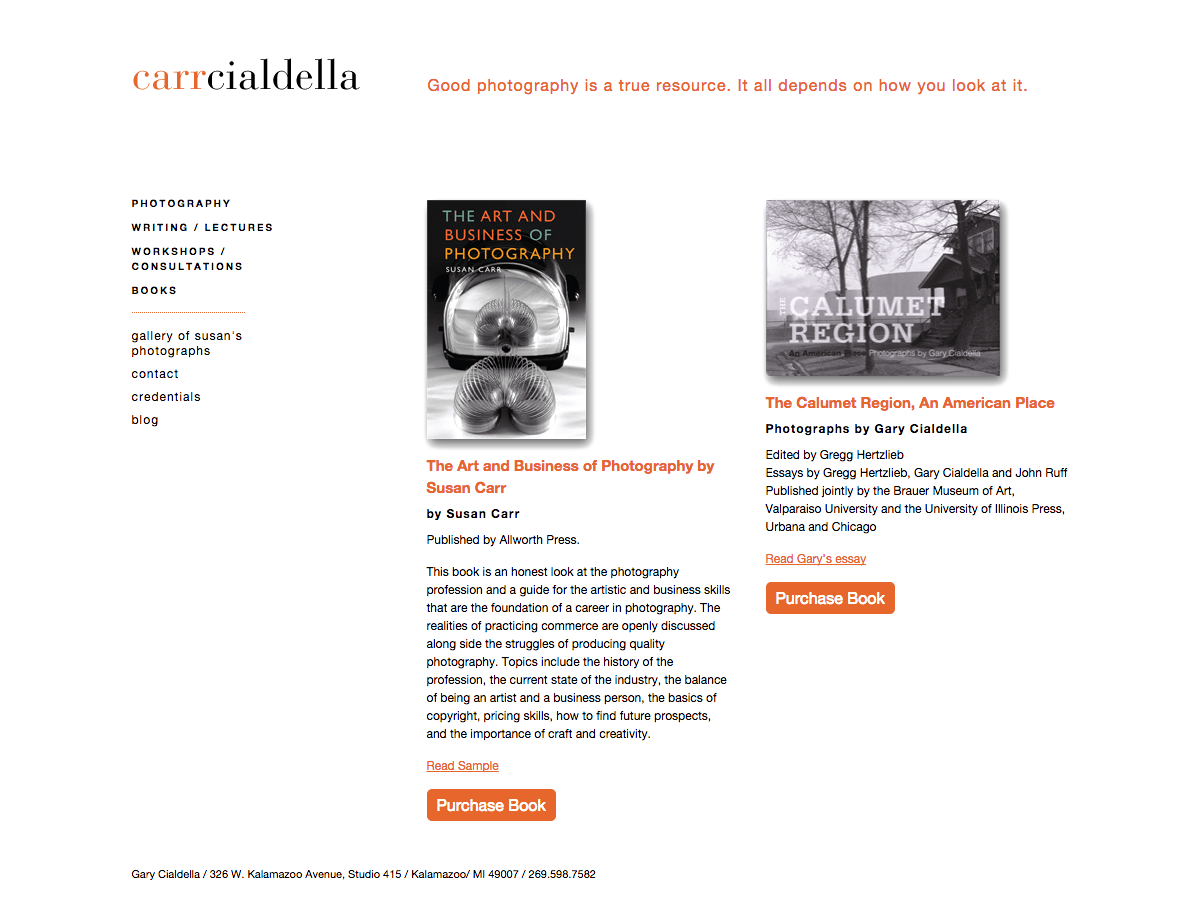 carrcialdella
Good photography is a true resource. It all depends on how you look at it.
PHOTOGRAPHY
WRITING / LECTURES
WORKSHOPS /
CONSULTATIONS
BOOKS
gallery of susan's
photographs
contact
credentials
blog
THE ART AND
BUSINESS OF
PHOTOGRAPHY
SUSAN CARR
The Art and Business of Photography by
Susan Carr
by Susan Carr
Published by Allworth Press.
This book is an honest look at the photography
profession and a guide for the artistic and business skills
that are the foundation of a career in photography. The
realities of practicing commerce are openly discussed
along side the struggles of producing quality
photography. Topics include the history of the
profession, the current state of the industry, the balance
of being an artist and a business person, the basics of
copyright, pricing skills, how to find future prospects,
and the importance of craft and creativity.
Read Sample
Purchase Book
THE CALUMET
REGION
An American Place Photographs by Gary Cialdella
The Calumet Region, An American Place
Photographs by Gary Cialdella
Edited by Gregg Hertzlieb
Essays by Gregg Hertzlieb, Gary Cialdella and John Ruff
Published jointly by the Brauer Museum of Art,
Valparaiso University and the University of Illinois Press,
Urbana and Chicago
Read Gary's essay
Purchase Book
Gary Cialdella / 326 W. Kalamazoo Avenue, Studio 415 / Kalamazoo/ MI 49007 / 269.598.7582